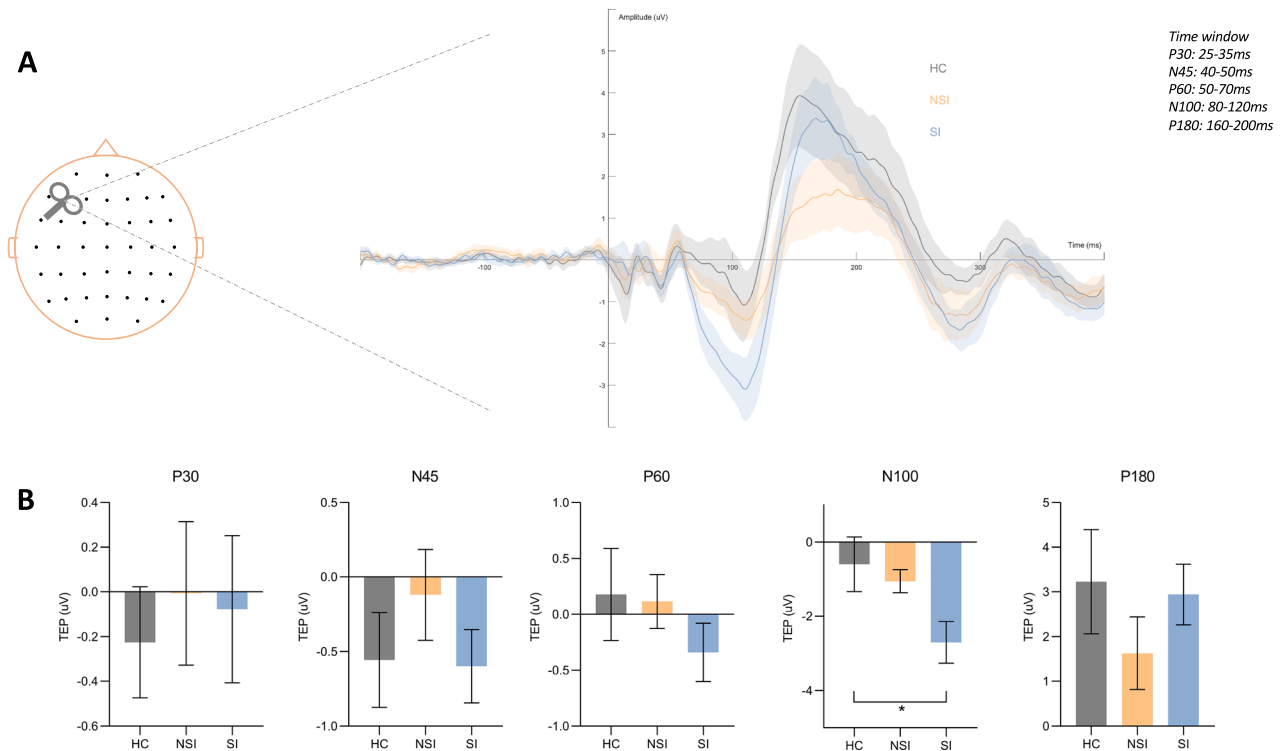 A
Amplitude (uV)
5
4
3
2
1
-1
-2
-3
-100
100
200
300
Time (ms)
HC
NSI
SI
Time window
P30: 25-35ms
N45: 40-50ms
P60: 50-70ms
N100: 80-120ms
P180: 160-200ms
B
P30
TEP (uV)
0.4
0.2
0.0
-0.2
-0.4
-0.6
HC NSI SI
N45
TEP (uV)
0.5
0.0
-0.5
-1.0
HC NSI SI
P60
TEP (uV)
1.0
0.5
0.0
-0.5
-1.0
HC NSI SI
N100
TEP (uV)
0
-2
-4
*
HC NSI SI
P180
TEP (uV)
5
4
3
2
1
0
HC NSI SI